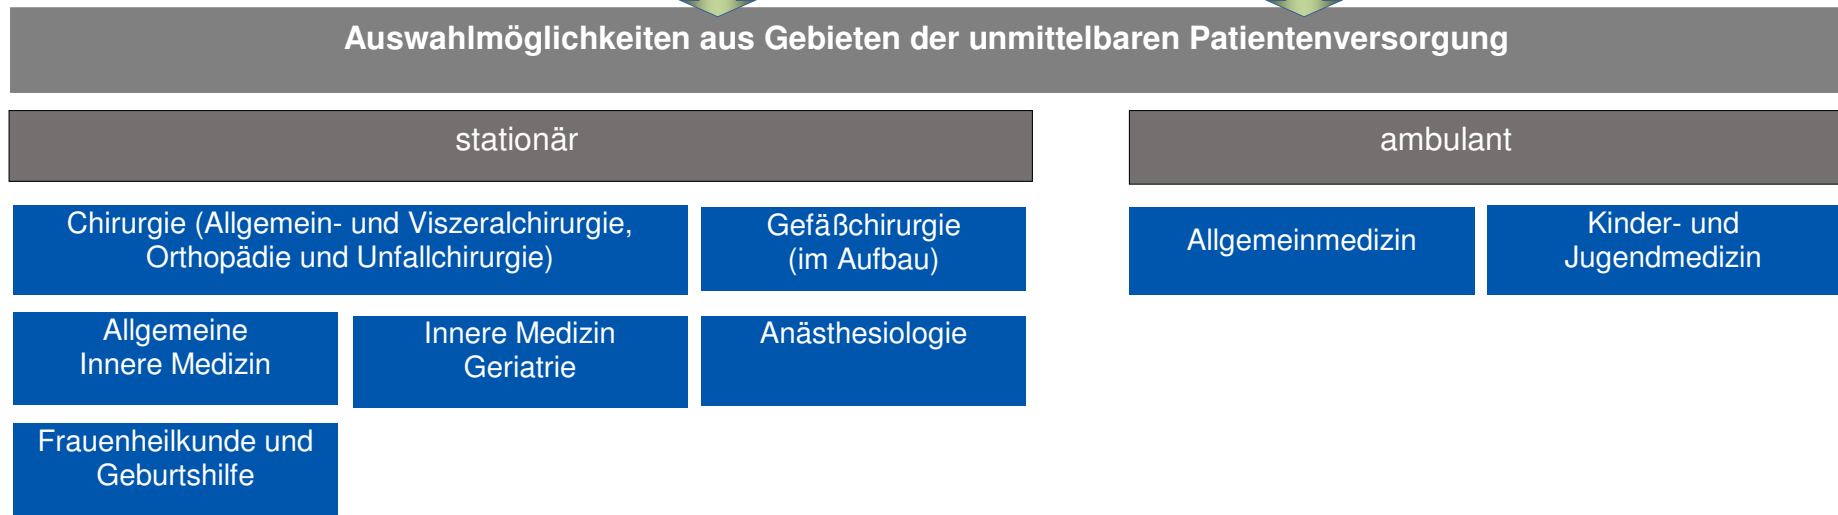 Auswahlmöglichkeiten aus Gebieten der unmittelbaren Patientenversorgung
stationär
ambulant
Chirurgie (Allgemein- und Viszeralchirurgie,
Orthopädie und Unfallchirurgie)
Gefäßchirurgie
(im Aufbau)
Allgemeinmedizin
Kinder- und
Jugendmedizin
Allgemeine
Innere Medizin
Innere Medizin
Geriatrie
Anästhesiologie
Frauenheilkunde und
Geburtshilfe